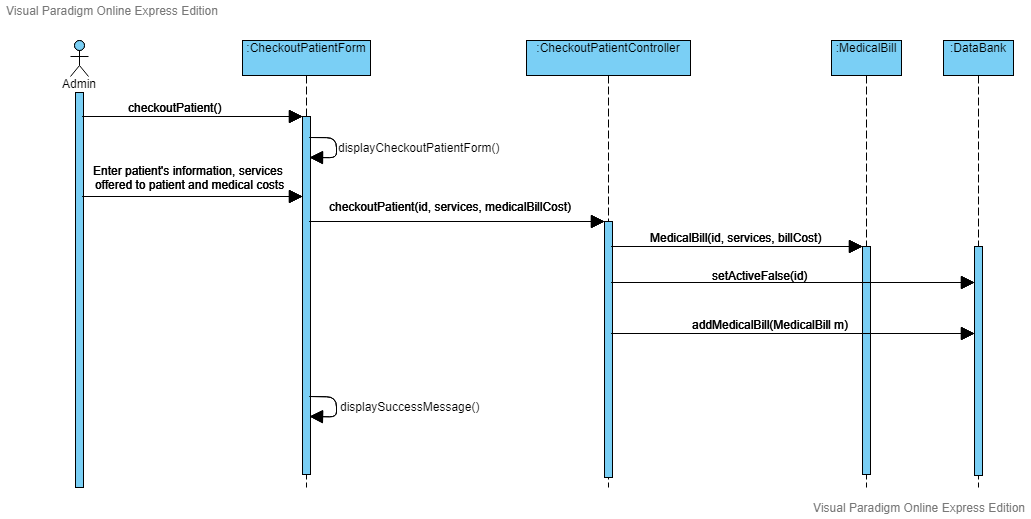 Visual Paradigm Online Express Edition
:CheckoutPatientForm
:CheckoutPatientController
:MedicalBill
:DataBank
Admin
checkoutPatient()
displayCheckoutPatientForm()
Enter patient's information, services
offered to patient and medical costs
checkoutPatient(id, services, medicalBillCost)
MedicalBill(id, services, billCost)
setActiveFalse(id)
addMedicalBill(MedicalBill m)
displaySuccessMessage()
Visual Paradigm Online Express Edition